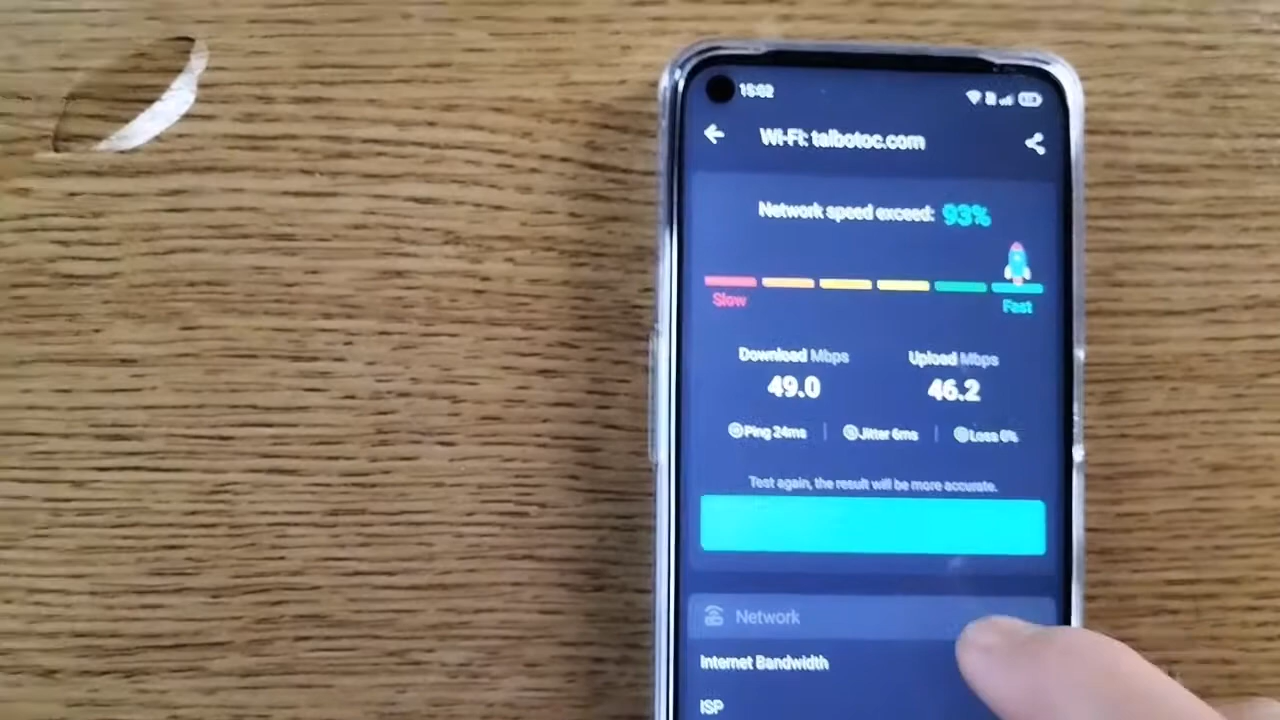 15:02
Wi-Fi: talbotoc.com
Network speed exceed: 93%
Slow
Fast
Download Mbps
Upload Mbps
49.0
46.2
Ping 24ms
Jitter 6ms
Loss 0%
Test again, the result will be more accurate.
Network
Internet Bandwidth
ISP